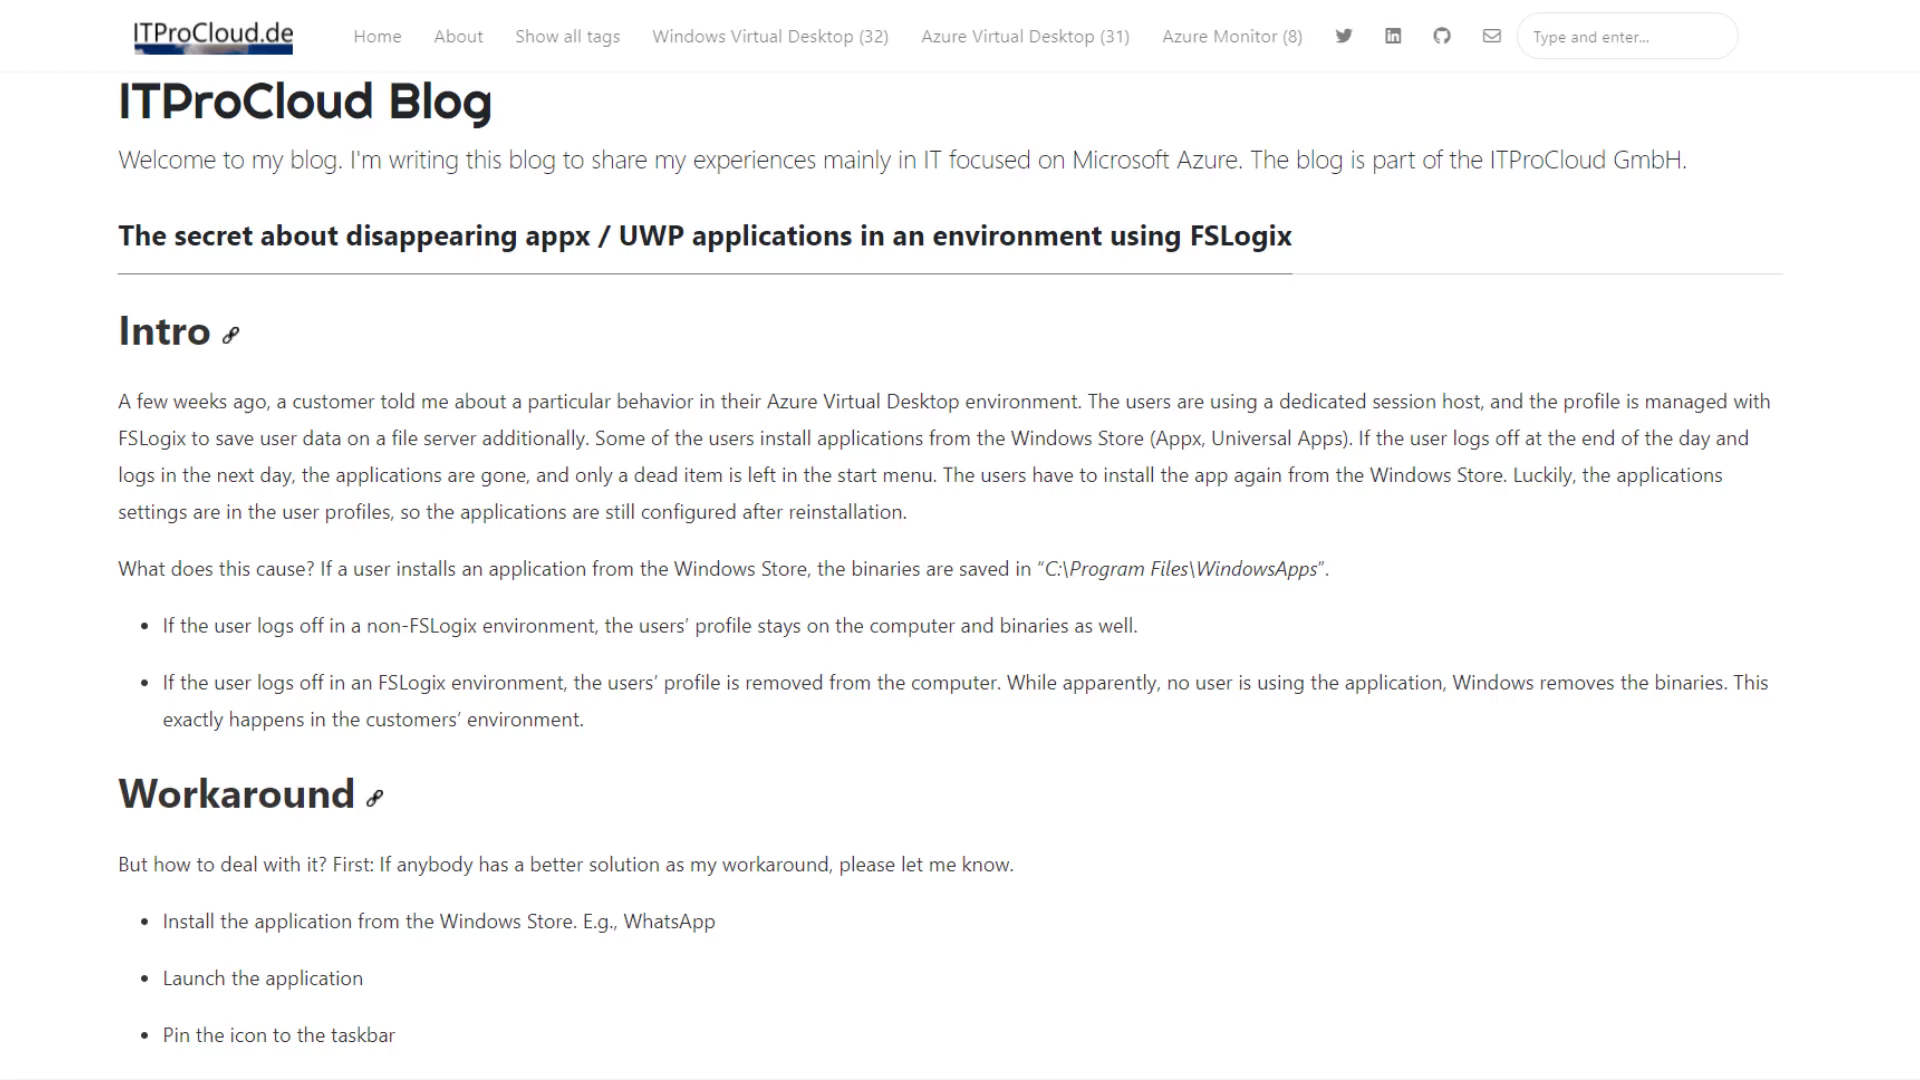 ITProCloud.de
Home
About
Show all tags
Windows Virtual Desktop (32)
Azure Virtual Desktop (31)
Azure Monitor (8)
Type and enter...
ITProCloud Blog
Welcome to my blog. I'm writing this blog to share my experiences mainly in IT focused on Microsoft Azure. The blog is part of the ITProCloud GmbH.
The secret about disappearing appx / UWP applications in an environment using FSLogix
Intro
A few weeks ago, a customer told me about a particular behavior in their Azure Virtual Desktop environment. The users are using a dedicated session host, and the profile is managed with
FSLogix to save user data on a file server additionally. Some of the users install applications from the Windows Store (Appx, Universal Apps). If the user logs off at the end of the day and
logs in the next day, the applications are gone, and only a dead item is left in the start menu. The users have to install the app again from the Windows Store. Luckily, the applications
settings are in the user profiles, so the applications are still configured after reinstallation.
What does this cause? If a user installs an application from the Windows Store, the binaries are saved in “C:\Program Files\WindowsApps”.
• If the user logs off in a non-FSLogix environment, the users’ profile stays on the computer and binaries as well.
• If the user logs off in an FSLogix environment, the users’ profile is removed from the computer. While apparently, no user is using the application, Windows removes the binaries. This
exactly happens in the customers’ environment.
Workaround
But how to deal with it? First: If anybody has a better solution as my workaround, please let me know.
• Install the application from the Windows Store. E.g., WhatsApp
• Launch the application
• Pin the icon to the taskbar